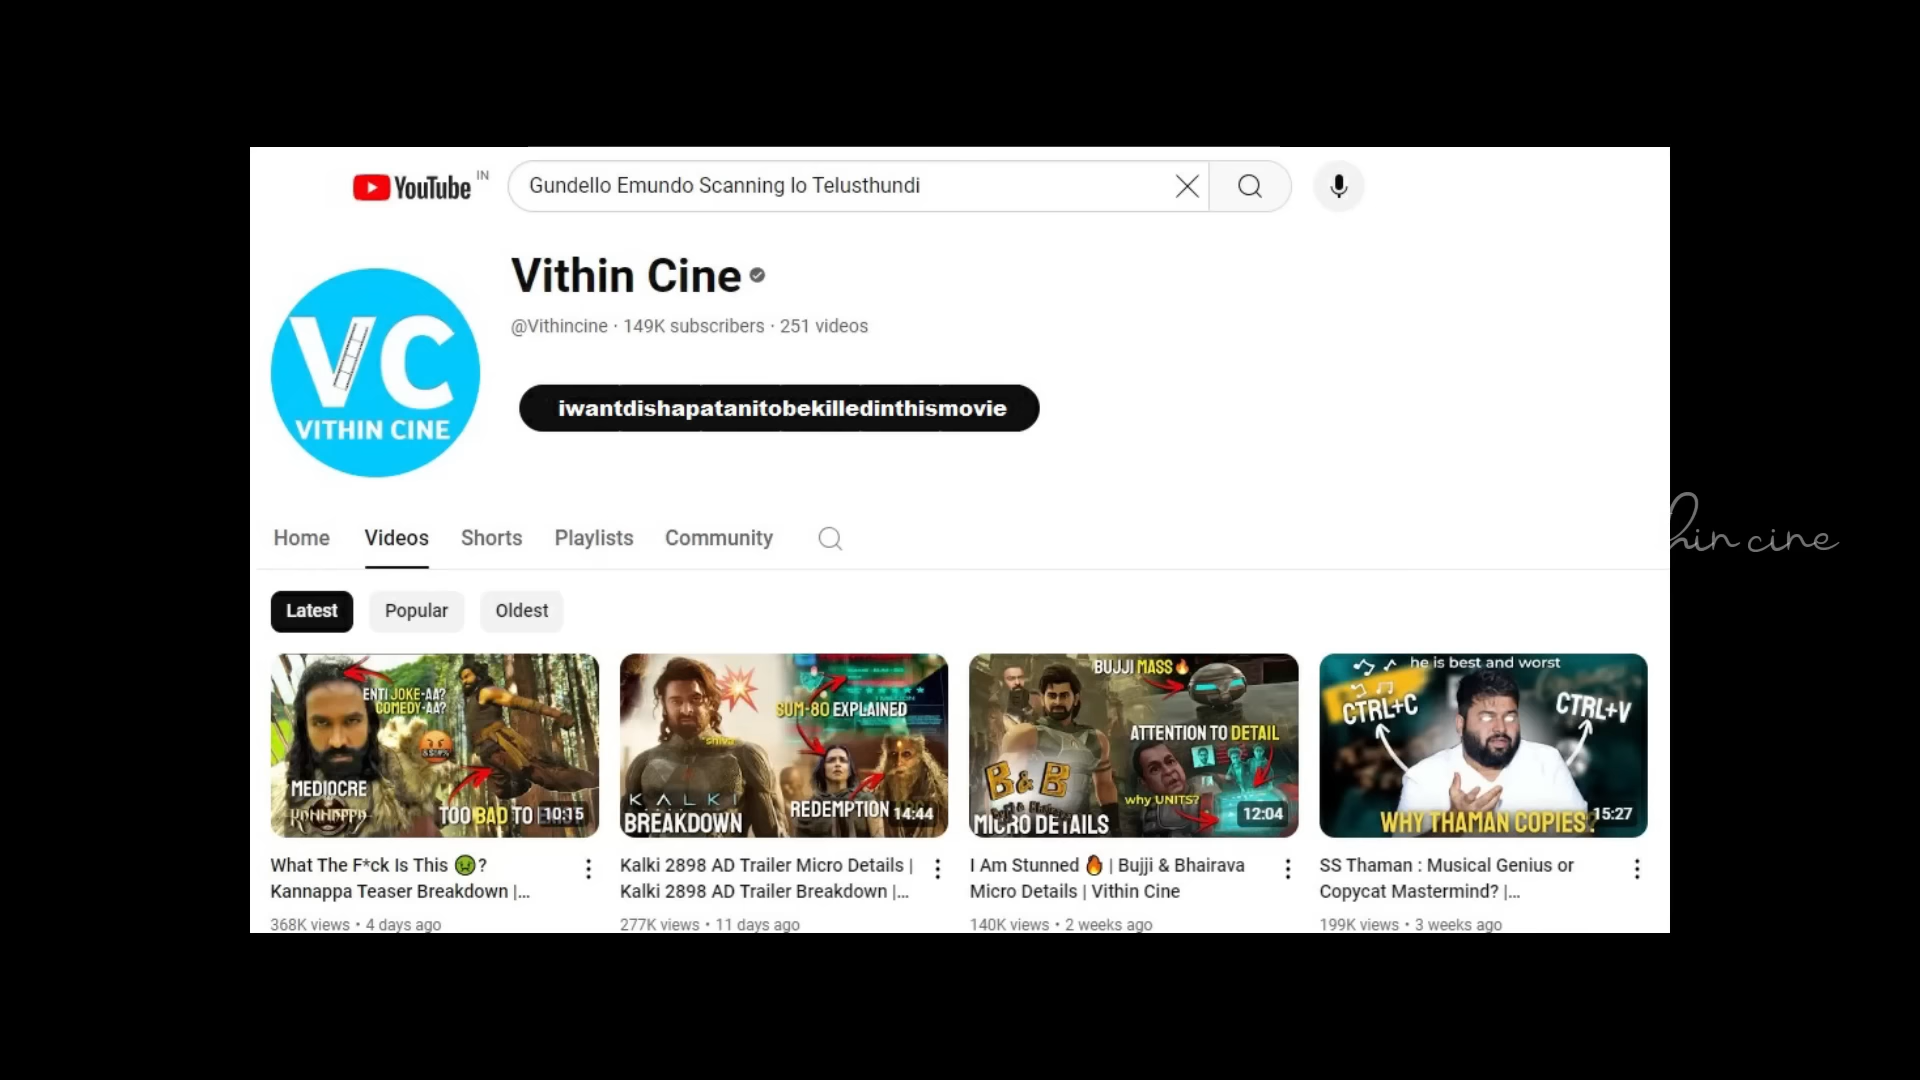 YouTube IN
Gundello Emundo Scanning lo Telusthundi
Vithin Cine
@Vithincine · 149K subscribers · 251 videos
VC
VITHIN CINE
iwantdishapatanitobekilledinthismovie
Home Videos Shorts Playlists Community
hin cine
Latest Popular Oldest
ENTI JOKE-AA?
COMEDY-AA?
MEDIOCRE
KANNAPPA
TOO BAD TO
10:15
SUM-80 EXPLAINED
"shiva"
KALKI
BREAKDOWN
REDEMPTION
14:44
BUJJI MASS🔥
ATTENTION TO DETAIL
B&B
why UNITS?
MICRO DETAILS
12:04
he is best and worst
CTRL+C
CTRL+V
WHY THAMAN COPIES?
15:27
What The F*ck Is This 🤢?
Kannappa Teaser Breakdown |...
368K views • 4 days ago
Kalki 2898 AD Trailer Micro Details |
Kalki 2898 AD Trailer Breakdown |...
277K views • 11 days ago
I Am Stunned 🔥 | Bujji & Bhairava
Micro Details | Vithin Cine
140K views • 2 weeks ago
SS Thaman : Musical Genius or
Copycat Mastermind? |...
199K views • 3 weeks ago